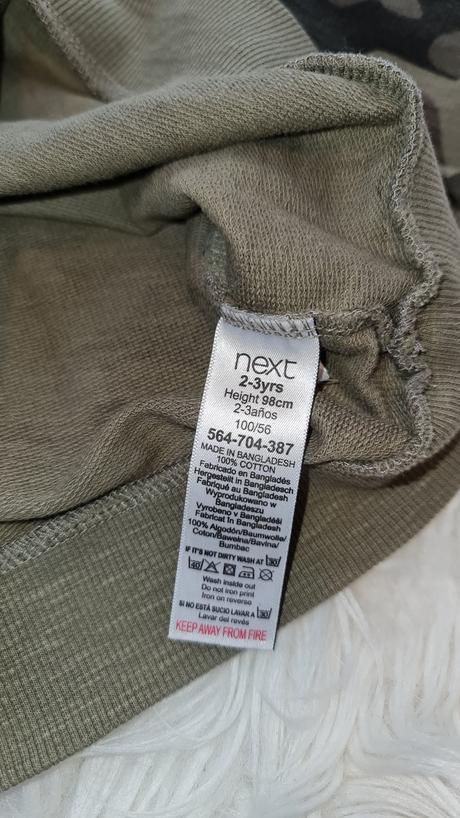 next
2-3yrs
Height 98cm
2-3años
100/56
564-704-387
MADE IN BANGLADESH
100% COTTON
Fabricado en Bangladés
Hergestellt in Bangladesh
Fabriqué au Bangladesh
Wyprodukowano w
Bangladeszu
Vyrobeno v Bangladéši
Fabricat în Bangladesh
100% Algodón/Baumwolle/
Coton/Bawełna/Bavlna/
Bumbac
IF IT'S NOT DIRTY WASH AT 30
40
Wash inside out
Do not iron print
Iron on reverse
SI NO ESTÁ SUCIO LAVAR A 30
Lavar del revés
KEEP AWAY FROM FIRE